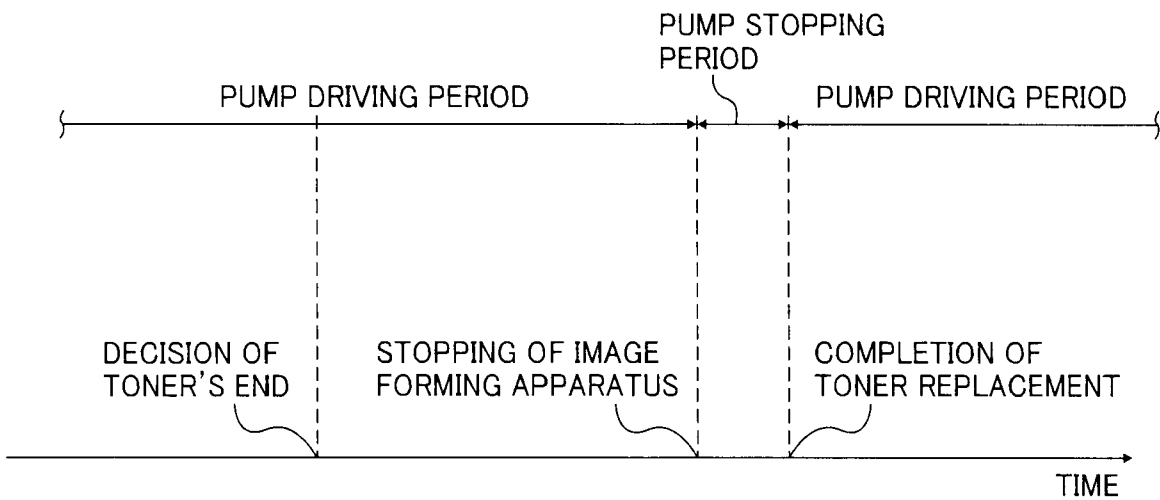 PUMP STOPPING
PERIOD
PUMP DRIVING PERIOD
PUMP DRIVING PERIOD
DECISION OF
TONER'S END
STOPPING OF IMAGE
FORMING APPARATUS
COMPLETION OF
TONER REPLACEMENT
TIME